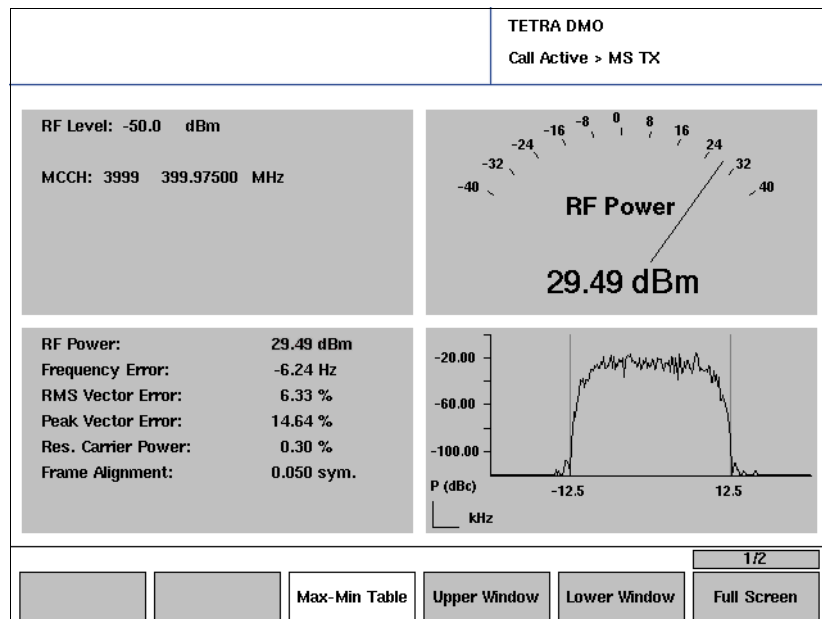 TETRA DMO
Call Active > MS TX
RF Level: -50.0 dBm
MCCH: 3999 399.97500 MHz
-40 -32 -24 -16 -8 0 8 16 24 32 40
RF Power
29.49 dBm
RF Power: 29.49 dBm
Frequency Error: -6.24 Hz
RMS Vector Error: 6.33 %
Peak Vector Error: 14.64 %
Res. Carrier Power: 0.30 %
Frame Alignment: 0.050 sym.
-20.00
-60.00
-100.00
P (dBc)
-12.5 12.5
kHz
1/2
Max-Min Table Upper Window Lower Window Full Screen